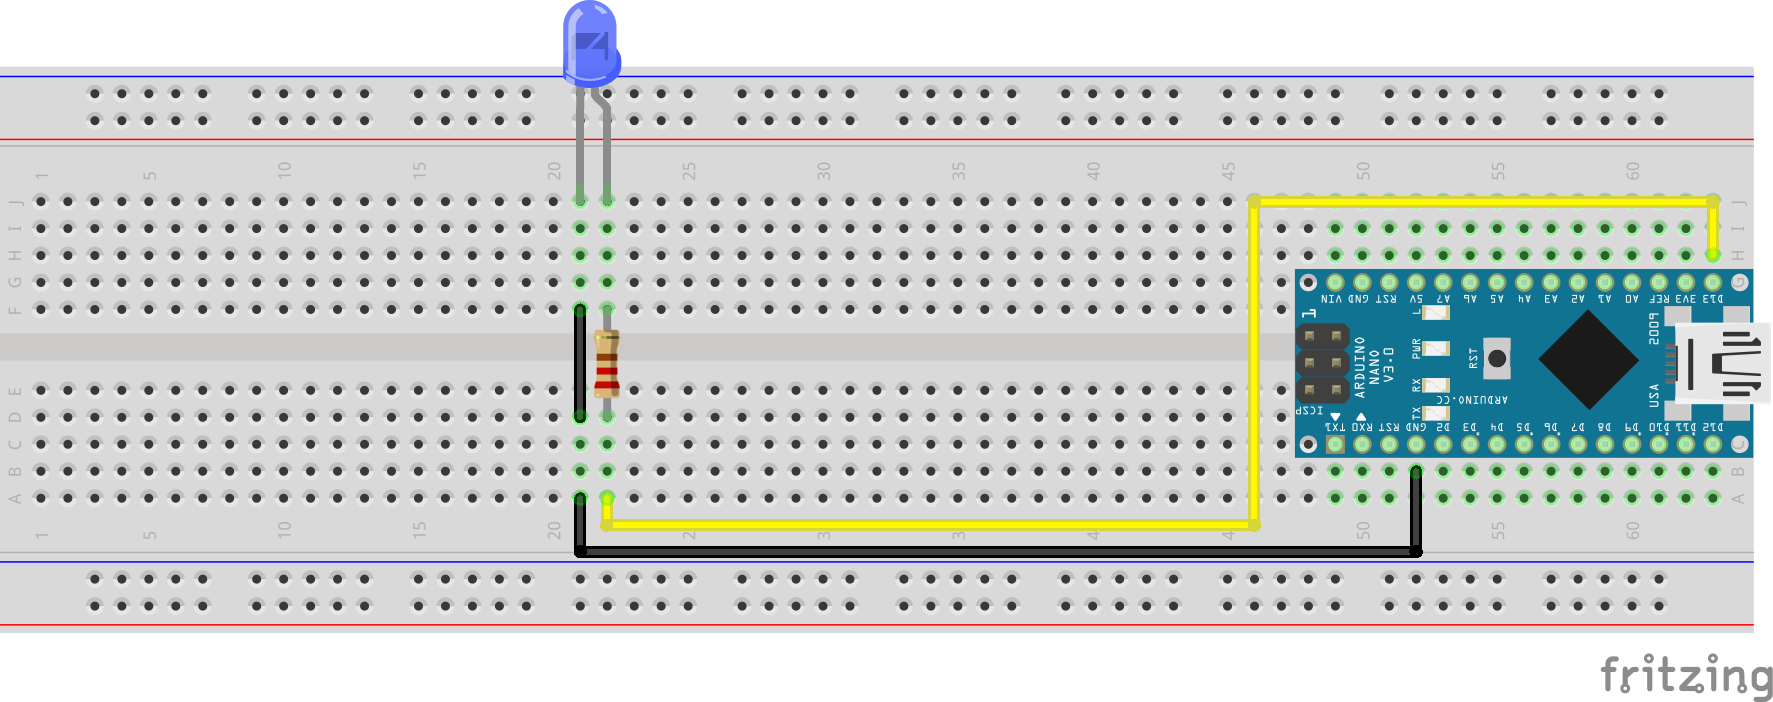 1 5 10 15 20 25 30 35 40 45 50 55 60
J J
I I
H H
G G
F
VIN GND RST 5V A7 A6 A5 A4 A3 A2 A1 A0 REF 3V3 D13
L
PWR
RST
ARDUINO
NANO
V3.0
RX
TX
ARDUINO.CC
USA
ICSP
TX1 RX0 RST GND D2 D3 D4 D5 D6 D7 D8 D9 D10 D11 D12
E
D
C C
B B
A A
1 5 10 15 20 2 3 3 4 4 50 55 60
fritzing